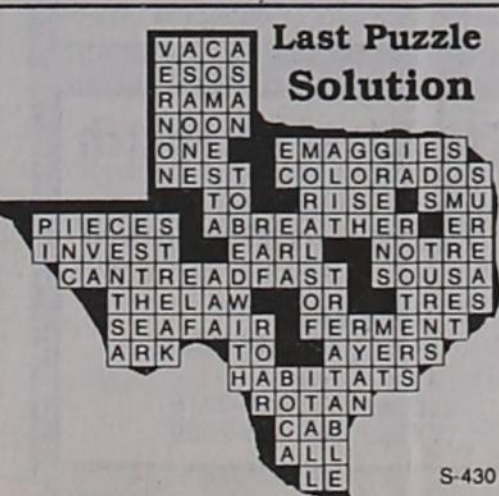 Last Puzzle
Solution
VACA
ESOS
RAMA
NOON
ONE EMAGGIES
NEST COLORADOS
TO RISE SMU
PIECES ABREATHER ER
INVEST EARL NOTRE
CANTREADFAST SOUSA
THELAW OR TRES
SEAFAIR FERMENT
ARK TO AYERS
HABITATS
ROTAN
CAB
ALL
LE
S-430